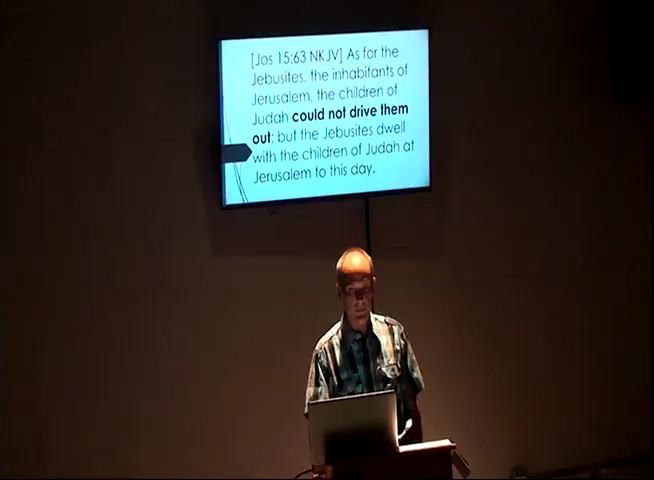 [Jos 15:63 NKJV] As for the
Jebusites, the inhabitants of
Jerusalem, the children of
Judah could not drive them
out; but the Jebusites dwell
with the children of Judah at
Jerusalem to this day.